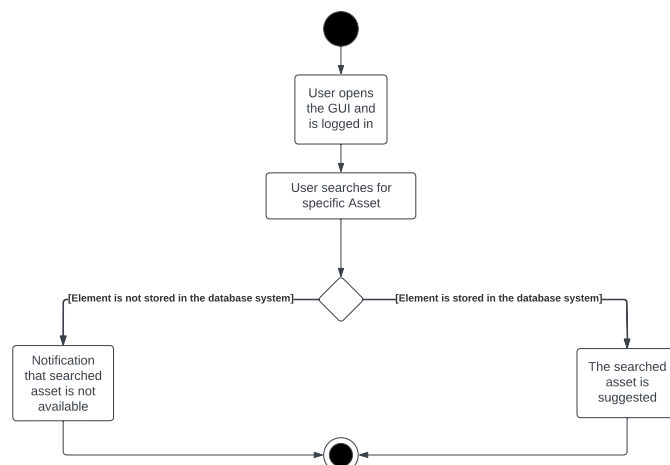 User opens
the GUI and
is logged in
User searches for
specific Asset
[Element is not stored in the database system]
[Element is stored in the database system]
Notification
that searched
asset is not
available
The searched
asset is
suggested